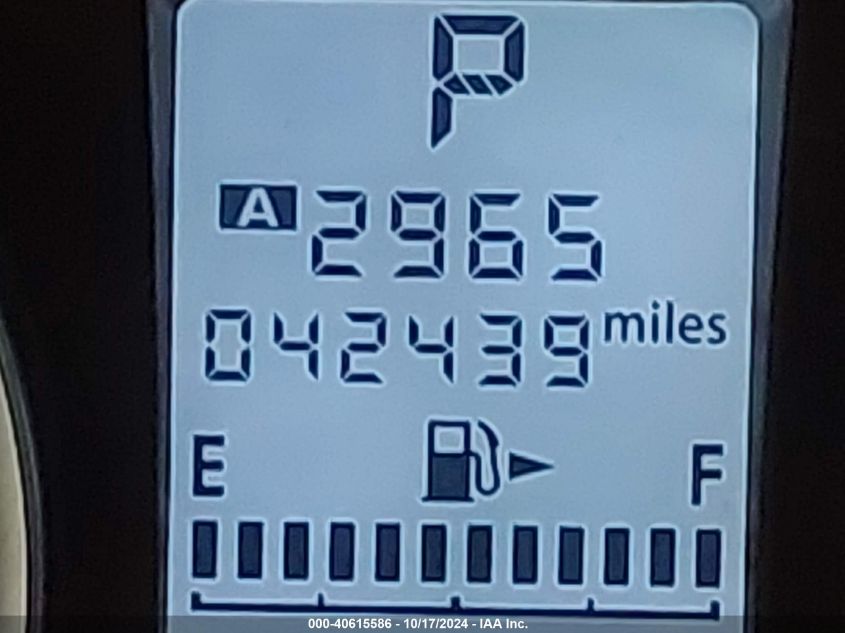 P
A 2965
042439 miles
E F
000-40615586 - 10/17/2024 - IAA Inc.